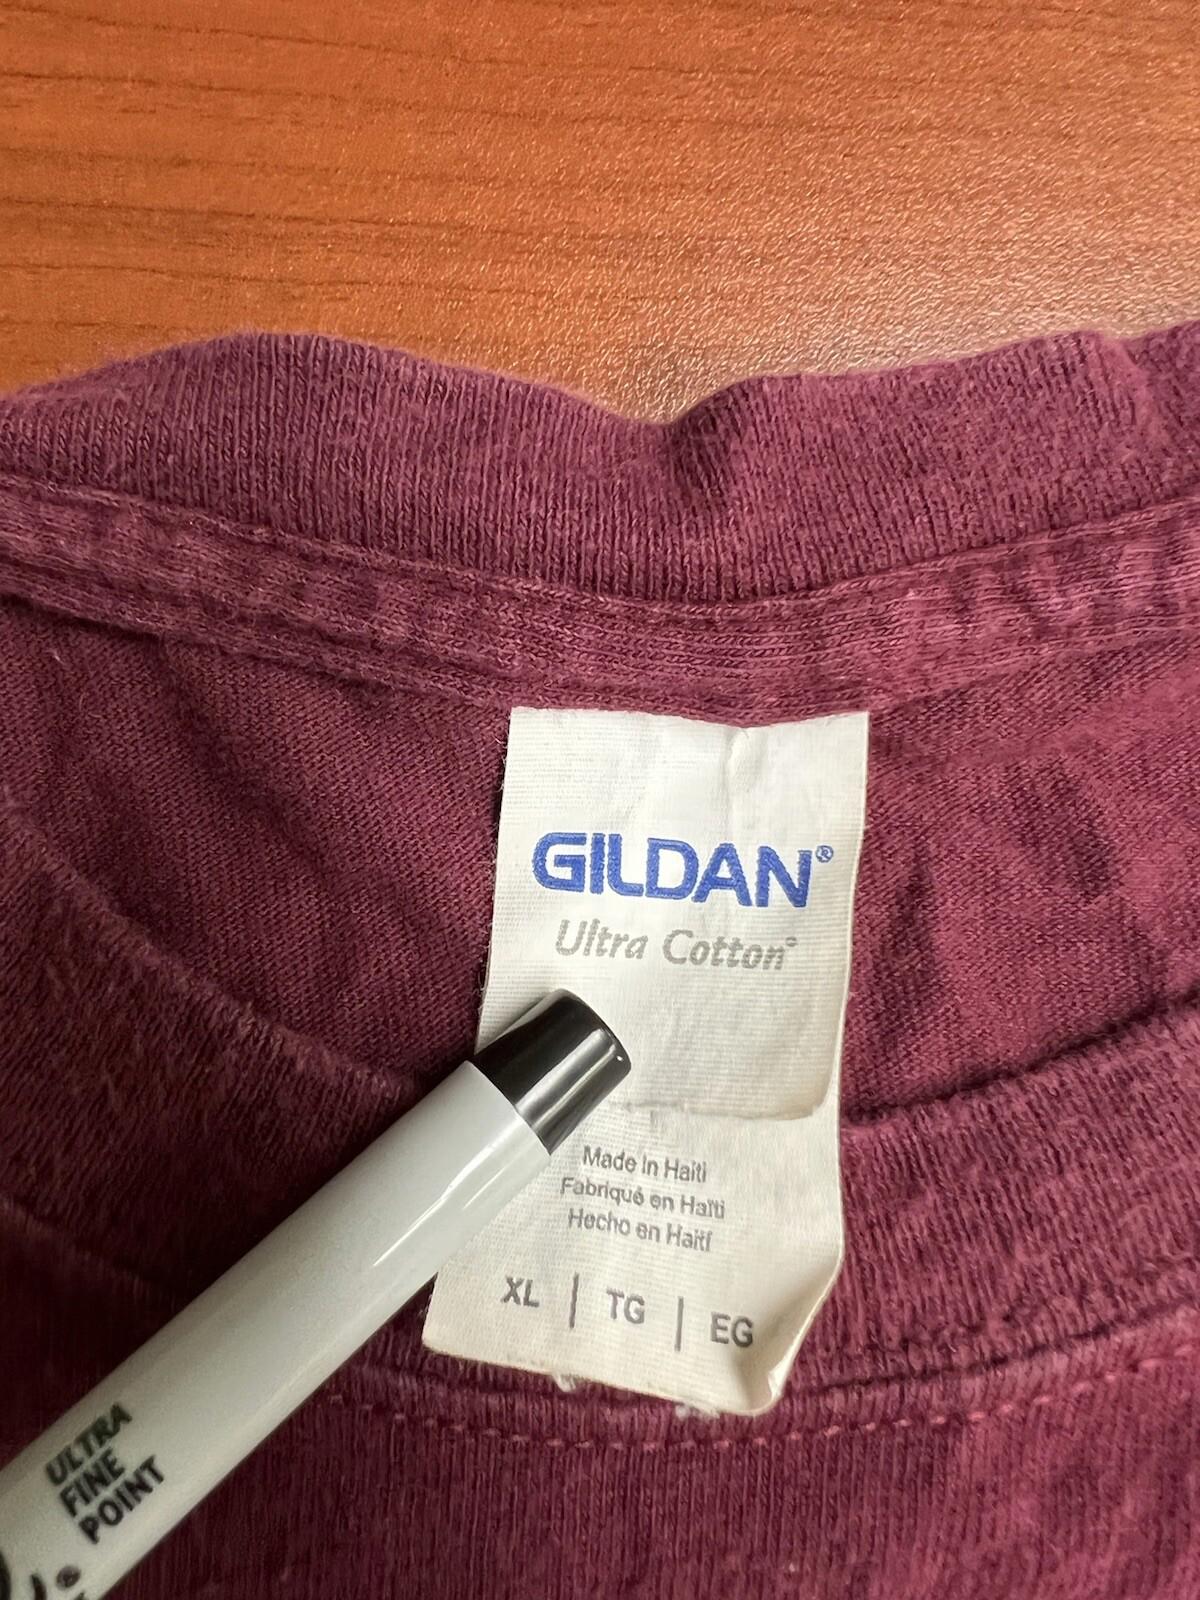 GILDAN®
Ultra Cotton®
Made in Haiti
Fabriqué en Haïti
Hecho en Haití
XL | TG | EG
ULTRA
FINE
POINT
®